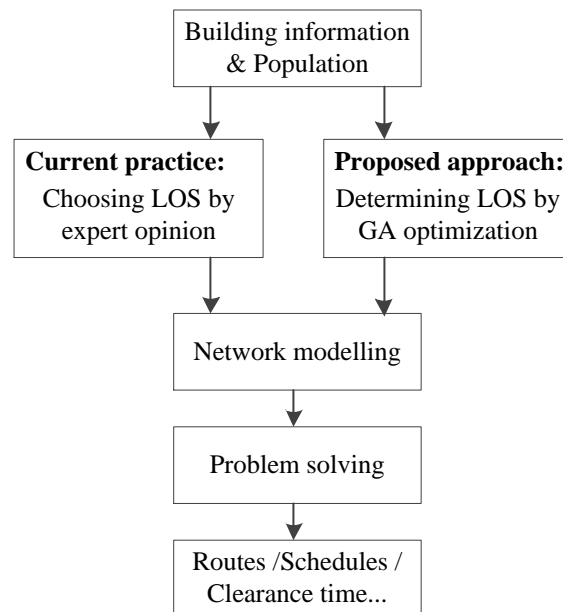 Building information
& Population
Current practice:
Choosing LOS by
expert opinion
Proposed approach:
Determining LOS by
GA optimization
Network modelling
Problem solving
Routes /Schedules /
Clearance time...